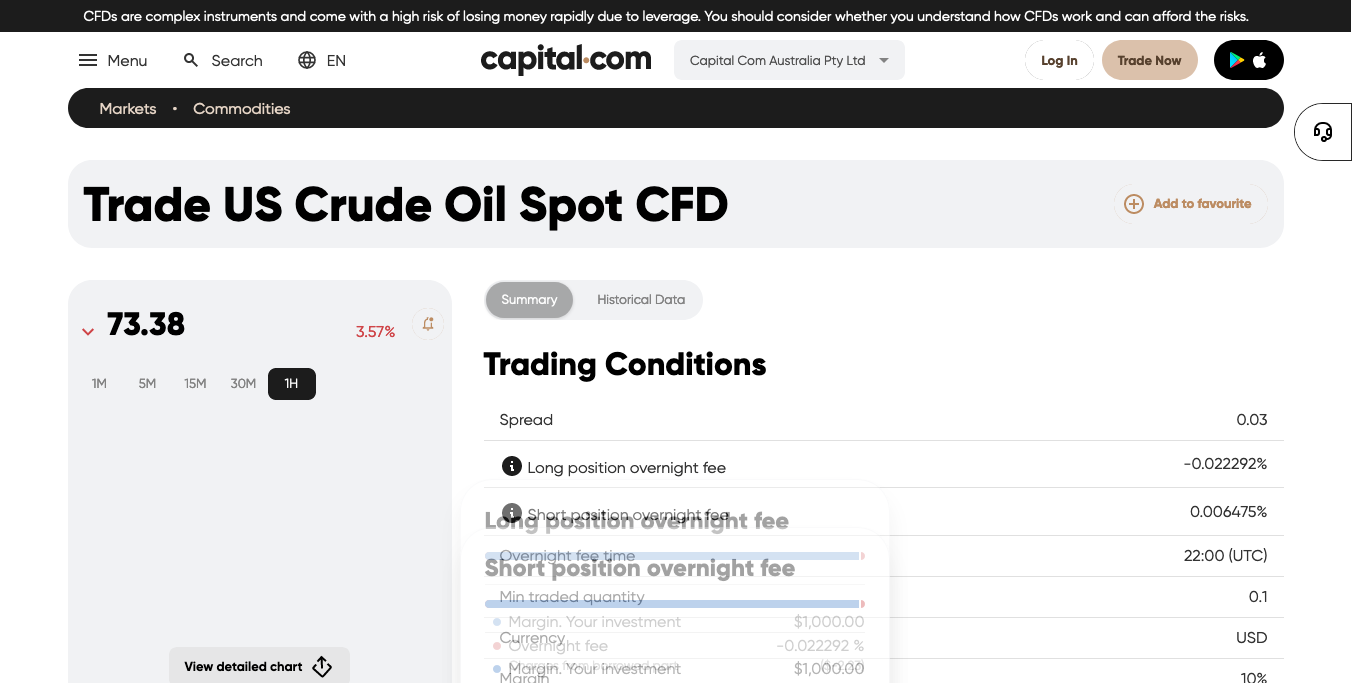 CFDs are complex instruments and come with a high risk of losing money rapidly due to leverage. You should consider whether you understand how CFDs work and can afford the risks.
Menu Search EN capital.com Capital Com Australia Pty Ltd Log In Trade Now
Markets • Commodities
Trade US Crude Oil Spot CFD
Add to favourite
73.38 3.57%
1M 5M 15M 30M 1H
View detailed chart
Summary Historical Data
Trading Conditions
Spread 0.03
Long position overnight fee -0.022292%
Short position overnight fee 0.006475%
Long position overnight fee
Overnight fee time 22:00 (UTC)
Short position overnight fee
Min traded quantity 0.1
Margin. Your investment $1,000.00
Currency USD
Overnight fee -0.022292 %
Margin. Your investment $1,000.00
Margin 10%